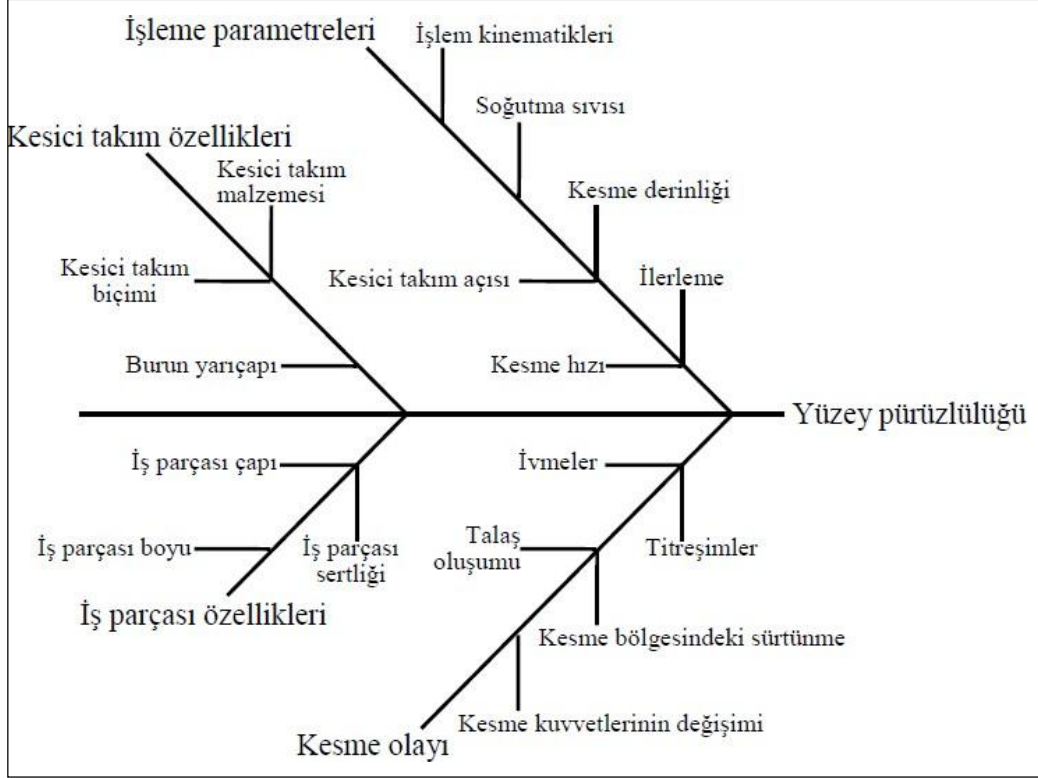 İşleme parametreleri
İşlem kinematikleri
Soğutma sıvısı
Kesici takım özellikleri
Kesici takım
malzemesi
Kesme derinliği
Kesici takım
biçimi
Kesici takım açısı
İlerleme
Burun yarıçapı
Kesme hızı
Yüzey pürüzlülüğü
İş parçası çapı
İvmeler
İş parçası boyu
İş parçası
sertliği
Talaş
oluşumu
Titreşimler
İş parçası özellikleri
Kesme bölgesindeki sürtünme
Kesme kuvvetlerinin değişimi
Kesme olayı